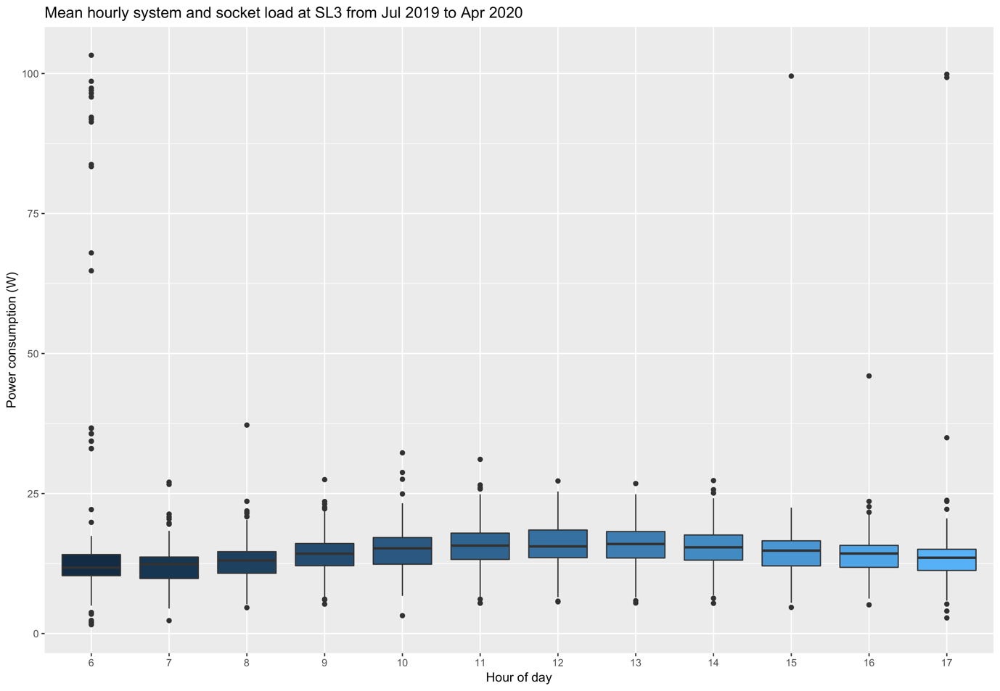 Mean hourly system and socket load at SL3 from Jul 2019 to Apr 2020
Power consumption (W)
100
75
50
25
0
6 7 8 9 10 11 12 13 14 15 16 17
Hour of day